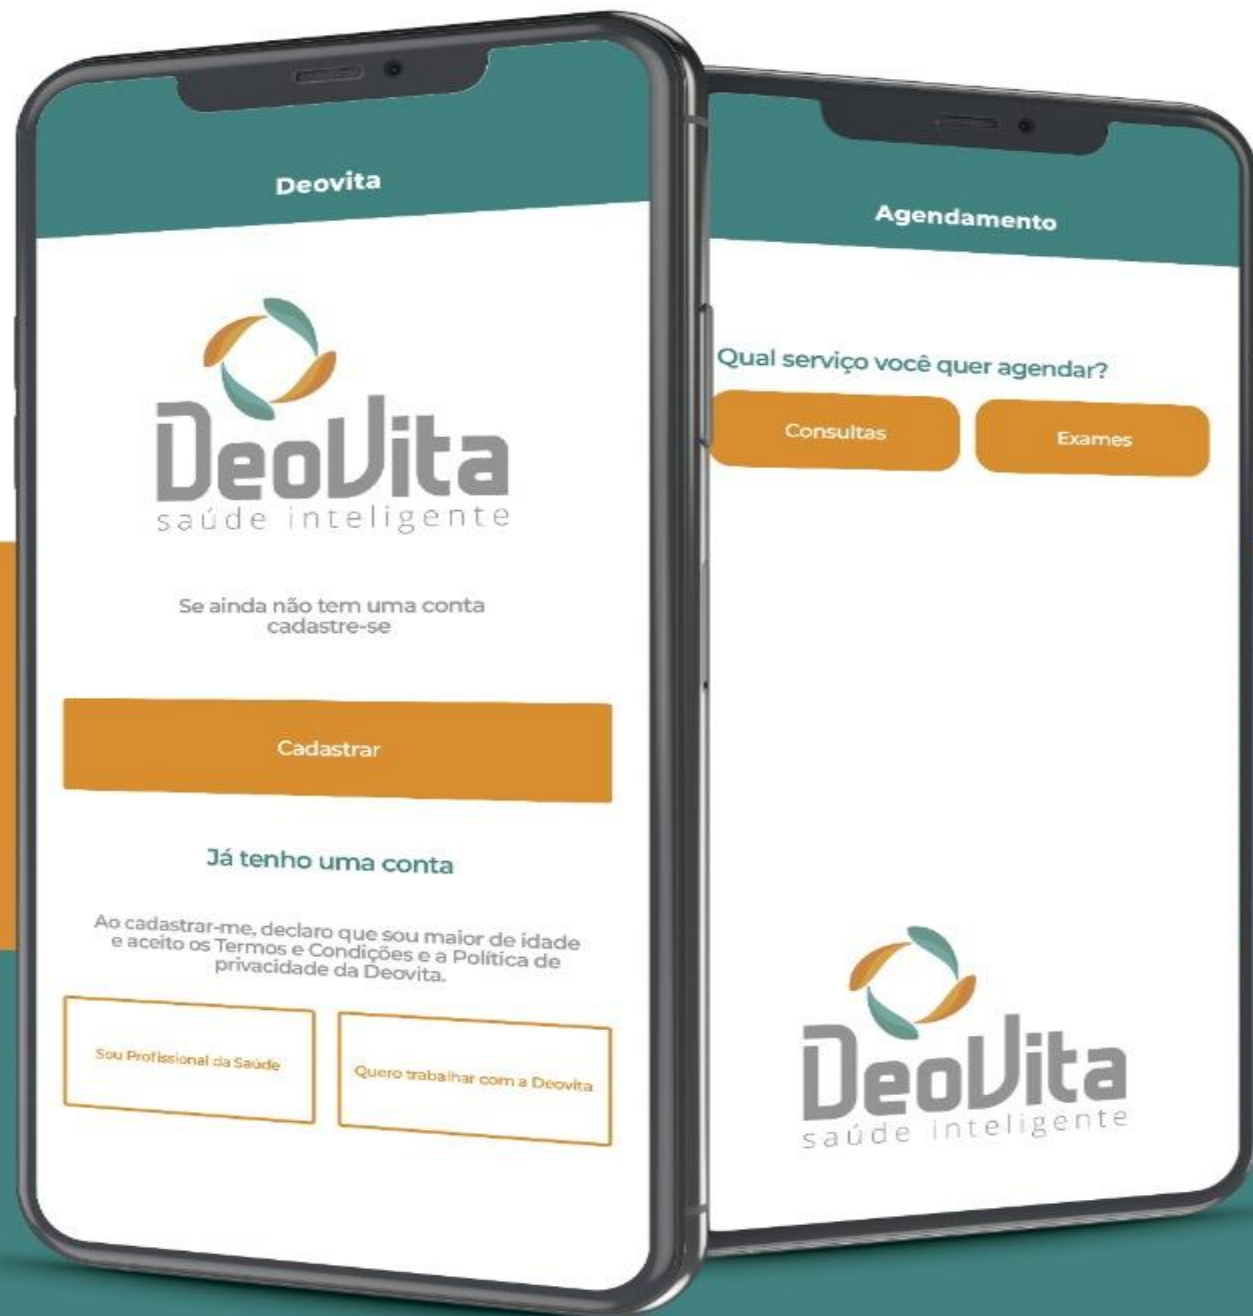 Deovita
DeoVita
saúde inteligente
Se ainda não tem uma conta
cadastre-se
Cadastrar
Já tenho uma conta
Ao cadastrar-me, declaro que sou maior de idade
e aceito os Termos e Condições e a Política de
privacidade da Deovita.
Sou Profissional da Saúde
Quero trabalhar com a Deovita
Agendamento
Qual serviço você quer agendar?
Consultas
Exames
DeoVita
saúde inteligente